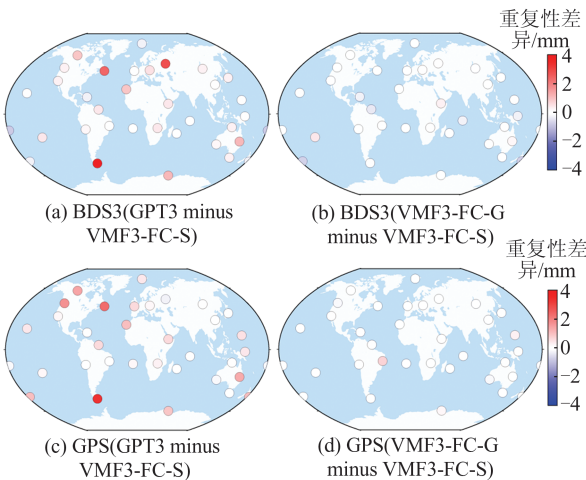 重复性差
异/mm
4
2
0
−2
−4
(a) BDS3(GPT3 minus
VMF3-FC-S)
(b) BDS3(VMF3-FC-G
minus VMF3-FC-S)
重复性差
异/mm
4
2
0
−2
−4
(c) GPS(GPT3 minus
VMF3-FC-S)
(d) GPS(VMF3-FC-G
minus VMF3-FC-S)